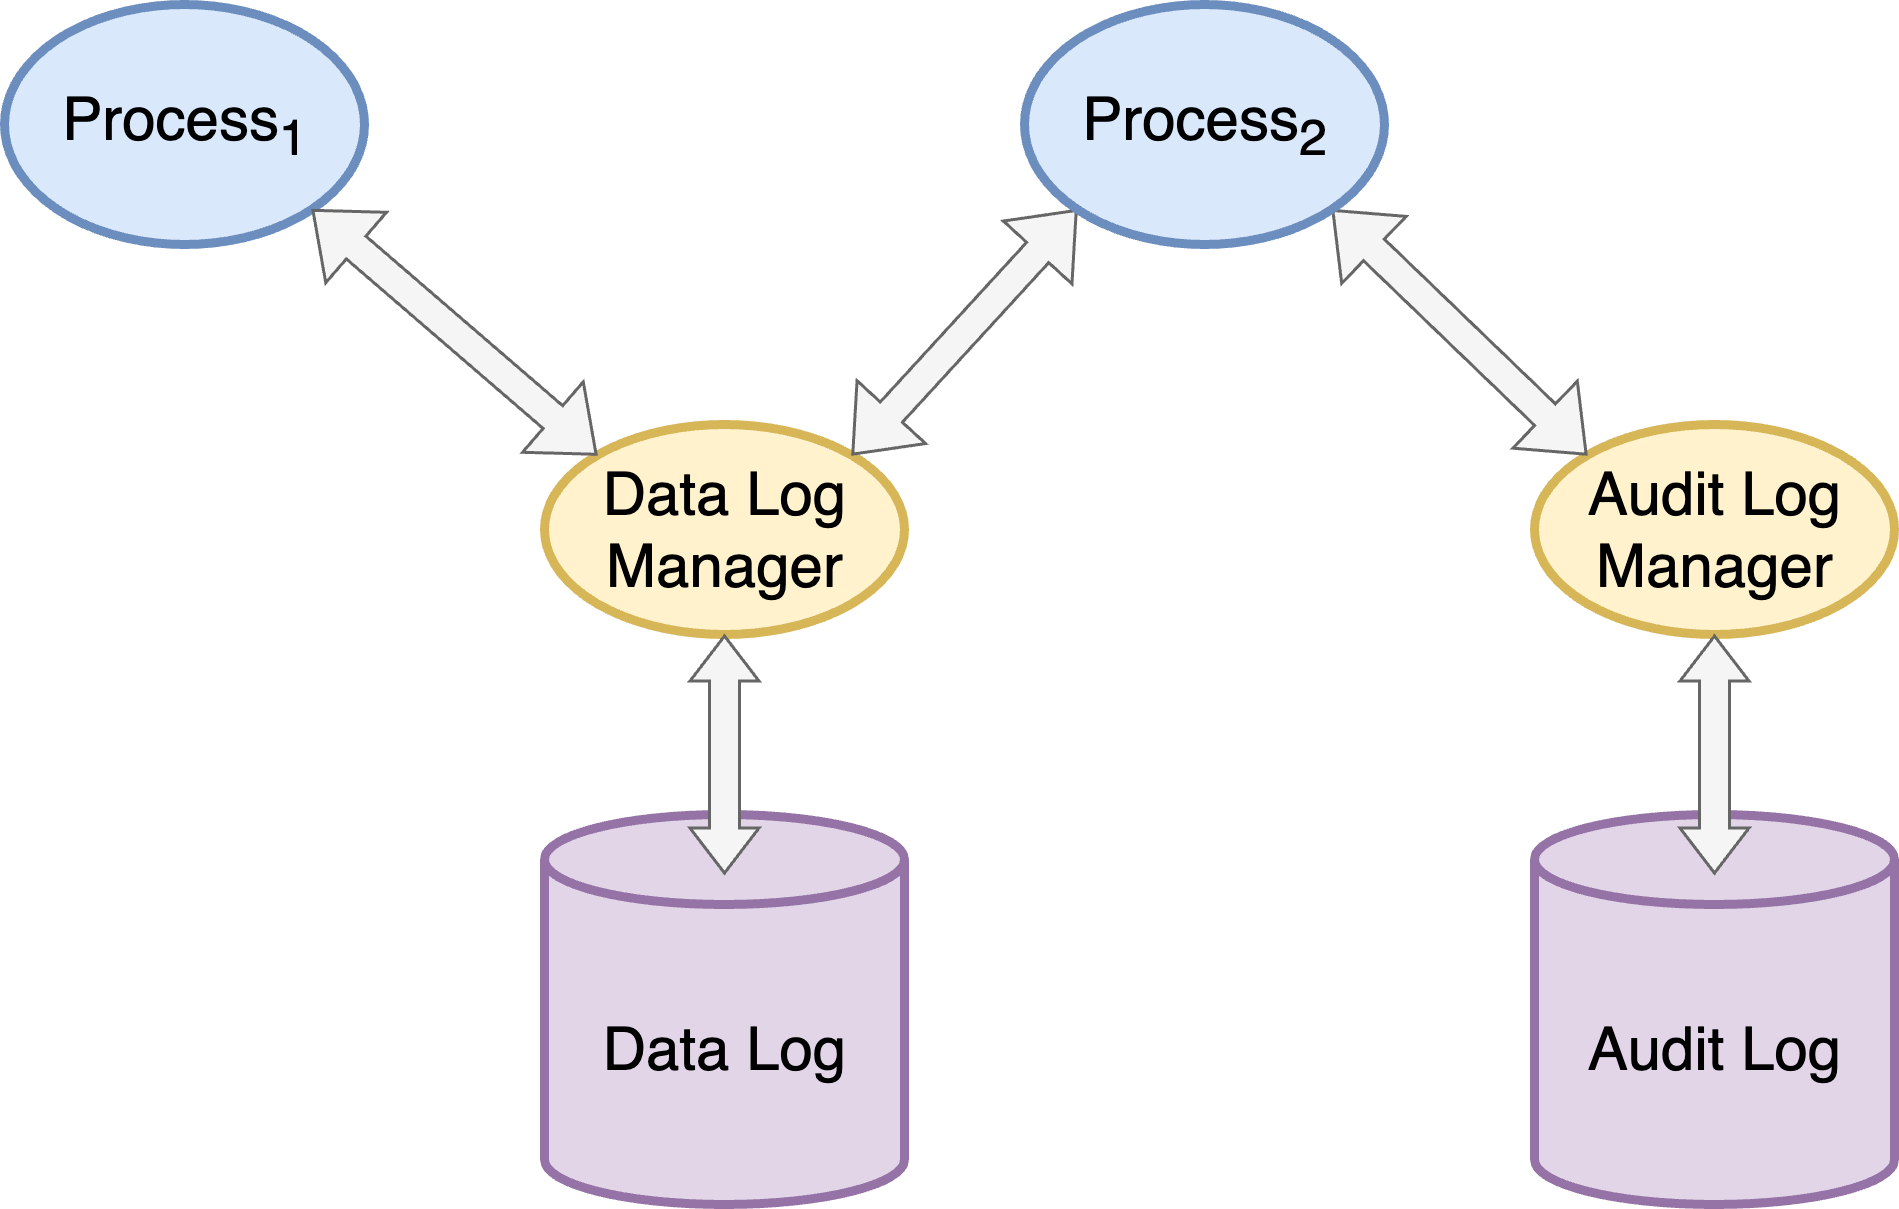 Process₁
Process₂
Data Log
Manager
Audit Log
Manager
Data Log
Audit Log